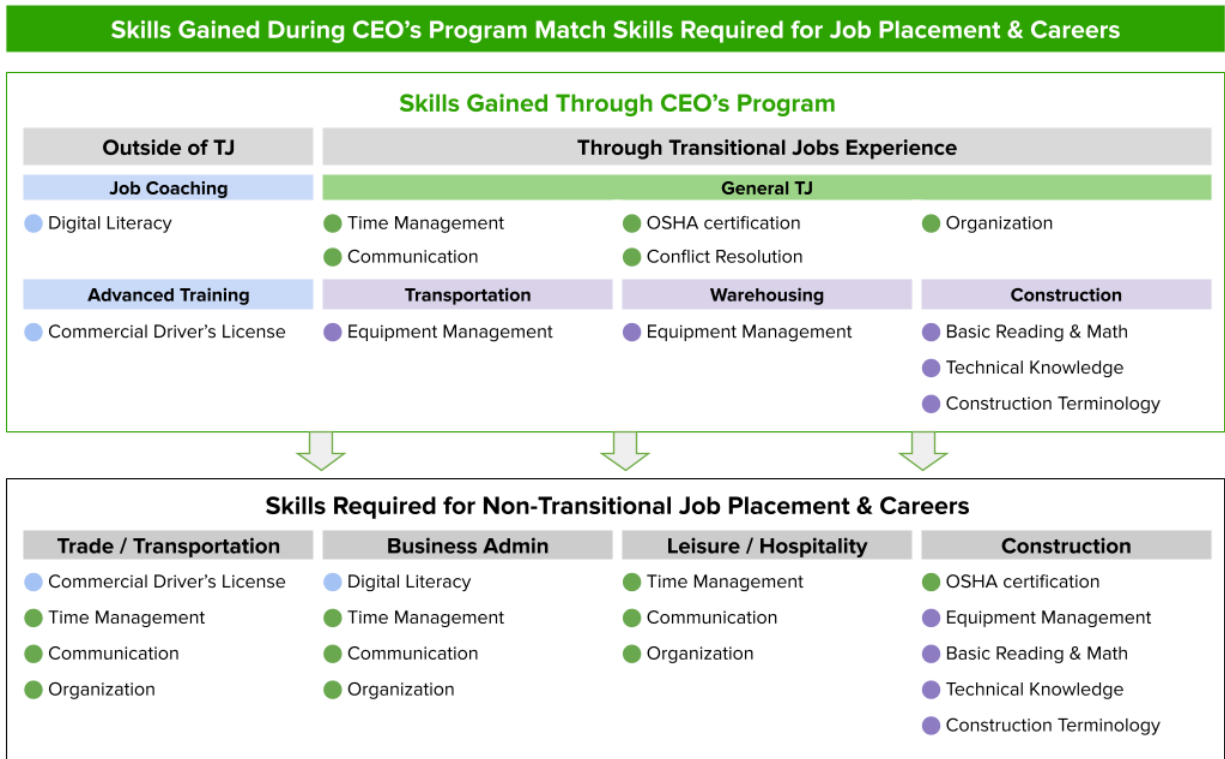 Skills Gained During CEO’s Program Match Skills Required for Job Placement & Careers
Skills Gained Through CEO’s Program
Outside of TJ
Through Transitional Jobs Experience
Job Coaching
General TJ
Digital Literacy
Time Management
OSHA certification
Organization
Communication
Conflict Resolution
Advanced Training
Transportation
Warehousing
Construction
Commercial Driver’s License
Equipment Management
Equipment Management
Basic Reading & Math
Technical Knowledge
Construction Terminology
Skills Required for Non-Transitional Job Placement & Careers
Trade / Transportation
Business Admin
Leisure / Hospitality
Construction
Commercial Driver’s License
Digital Literacy
Time Management
OSHA certification
Time Management
Time Management
Communication
Equipment Management
Communication
Communication
Organization
Basic Reading & Math
Organization
Organization
Technical Knowledge
Construction Terminology